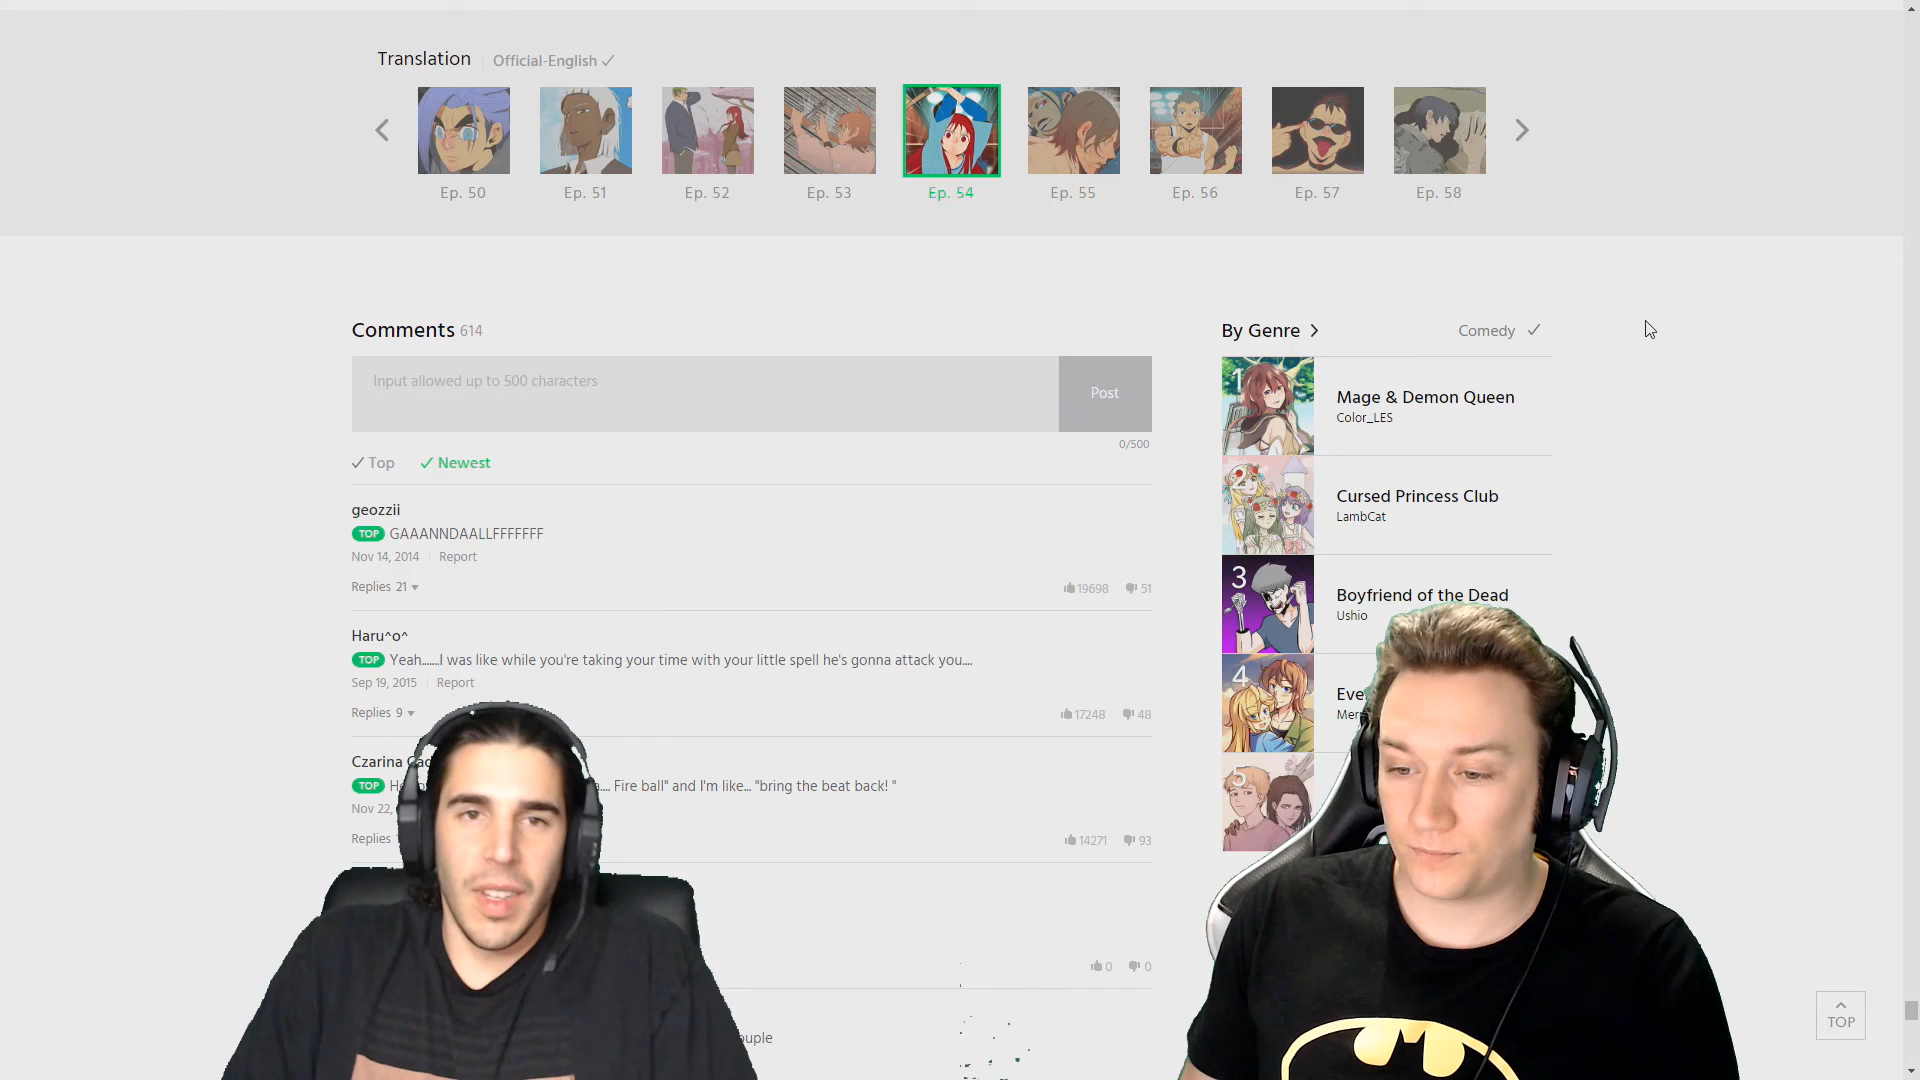 Translation
Official-English
Ep. 50
Ep. 51
Ep. 52
Ep. 53
Ep. 54
Ep. 55
Ep. 56
Ep. 57
Ep. 58
Comments 614
Input allowed up to 500 characters
Post
0/500
Top
Newest
geozzii
TOP GAAANNDAALLFFFFFFF
Nov 14, 2014
Report
Replies 21
19698
51
Haru^o^
TOP Yeah.......I was like while you're taking your time with your little spell he's gonna attack you....
Sep 19, 2015
Report
Replies 9
17248
48
Czarina
TOP
Fire ball" and I'm like... "bring the beat back! "
Nov 22,
Replies
14271
93
0
0
By Genre
Comedy
1
Mage & Demon Queen
Color_LES
Cursed Princess Club
LambCat
3
Boyfriend of the Dead
Ushio
4
5
TOP